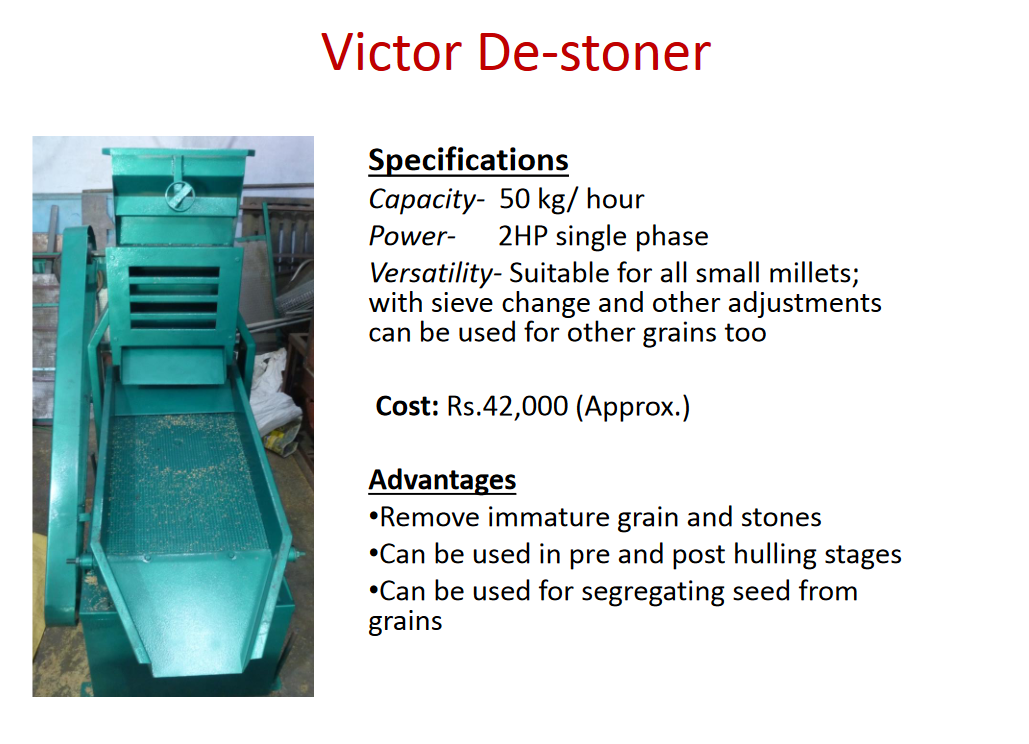 Victor De-stoner
Specifications
Capacity- 50 kg/ hour
Power- 2HP single phase
Versatility- Suitable for all small millets;
with sieve change and other adjustments
can be used for other grains too
Cost: Rs.42,000 (Approx.)
Advantages
•Remove immature grain and stones
•Can be used in pre and post hulling stages
•Can be used for segregating seed from
grains